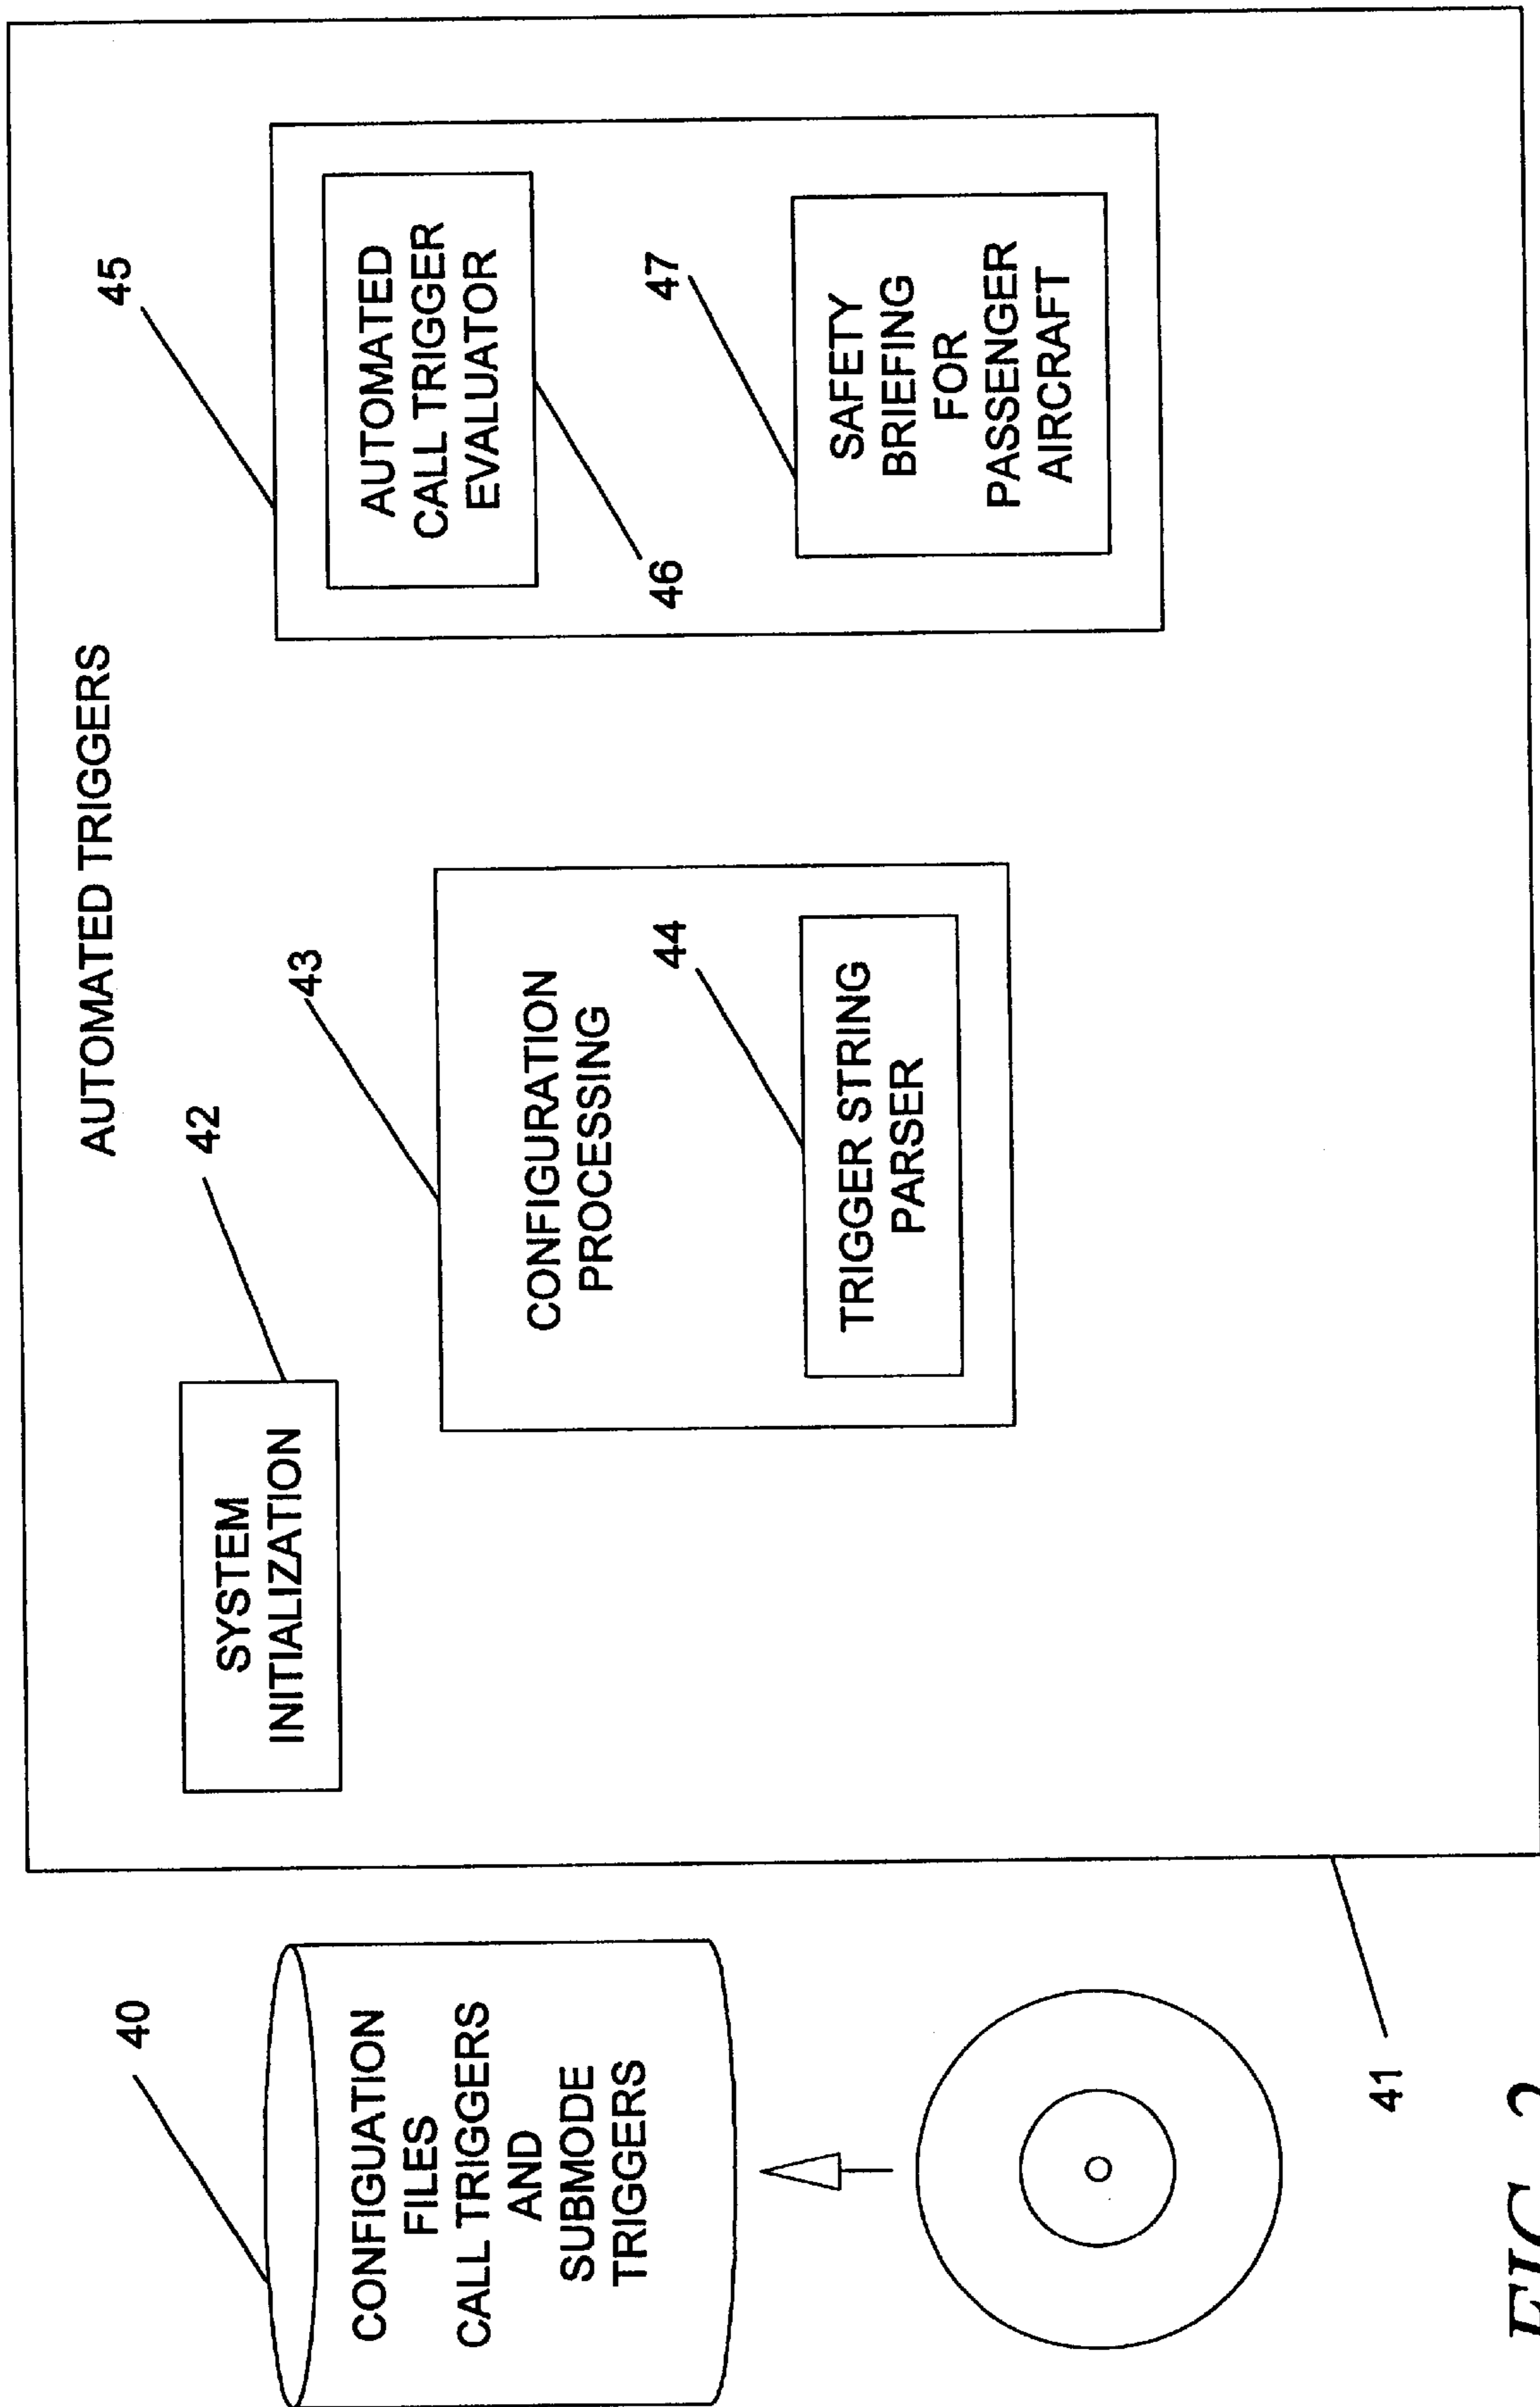 AUTOMATED TRIGGERS
40
CONFIGUATION
FILES
CALL TRIGGERS
AND
SUBMODE
TRIGGERS
41
42
SYSTEM
INITIALIZATION
43
CONFIGURATION
PROCESSING
44
TRIGGER STRING
PARSER
45
AUTOMATED
CALL TRIGGER
EVALUATOR
46
47
SAFETY
BRIEFING
FOR
PASSENGER
AIRCRAFT